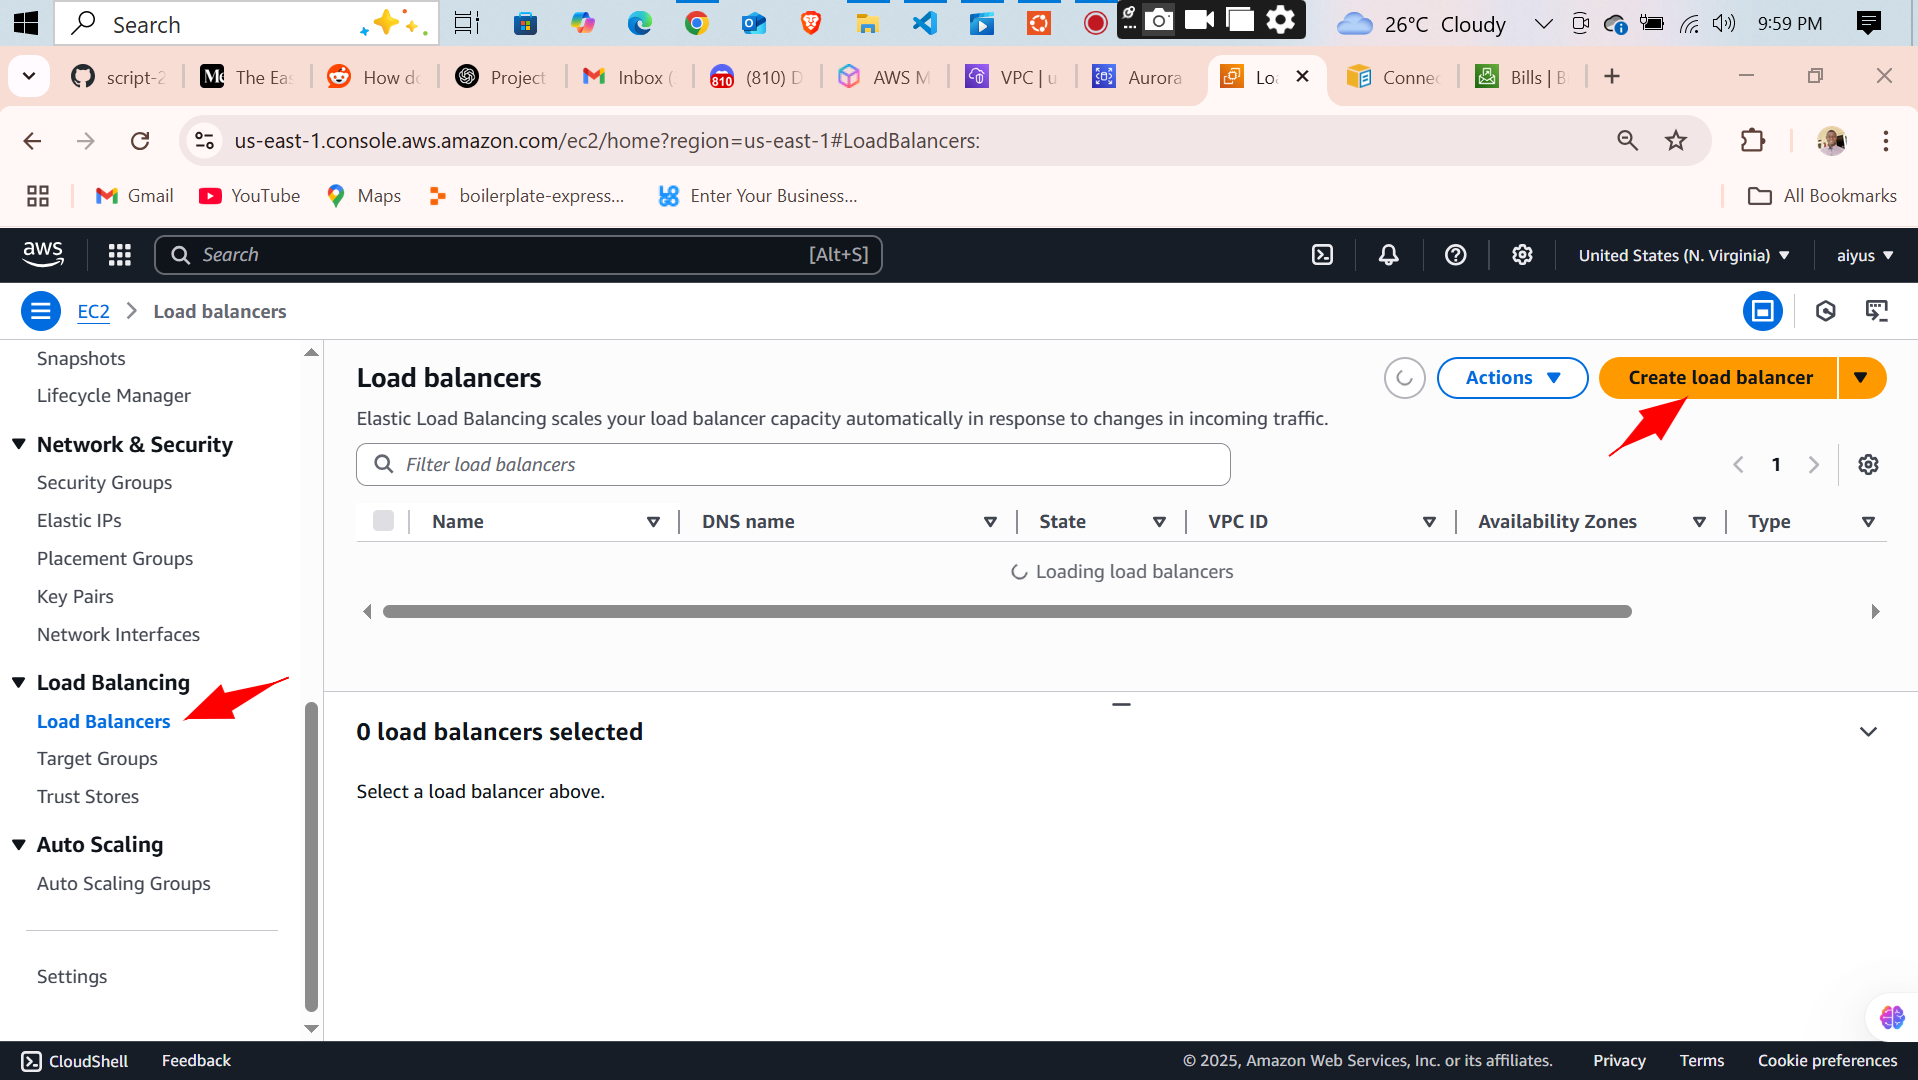 Search
26°C Cloudy
9:59 PM
script-2
The Eas
How do
Project
Inbox (
(810) D
AWS M
VPC | u
Aurora
Loa
Connec
Bills | B
us-east-1.console.aws.amazon.com/ec2/home?region=us-east-1#LoadBalancers:
Gmail
YouTube
Maps
boilerplate-express...
Enter Your Business...
All Bookmarks
aws
Search
[Alt+S]
United States (N. Virginia)
aiyus
EC2
Load balancers
Snapshots
Lifecycle Manager
Network & Security
Security Groups
Elastic IPs
Placement Groups
Key Pairs
Network Interfaces
Load Balancing
Load Balancers
Target Groups
Trust Stores
Auto Scaling
Auto Scaling Groups
Settings
Load balancers
Actions
Create load balancer
Elastic Load Balancing scales your load balancer capacity automatically in response to changes in incoming traffic.
Filter load balancers
1
Name
DNS name
State
VPC ID
Availability Zones
Type
Loading load balancers
0 load balancers selected
Select a load balancer above.
CloudShell
Feedback
© 2025, Amazon Web Services, Inc. or its affiliates.
Privacy
Terms
Cookie preferences